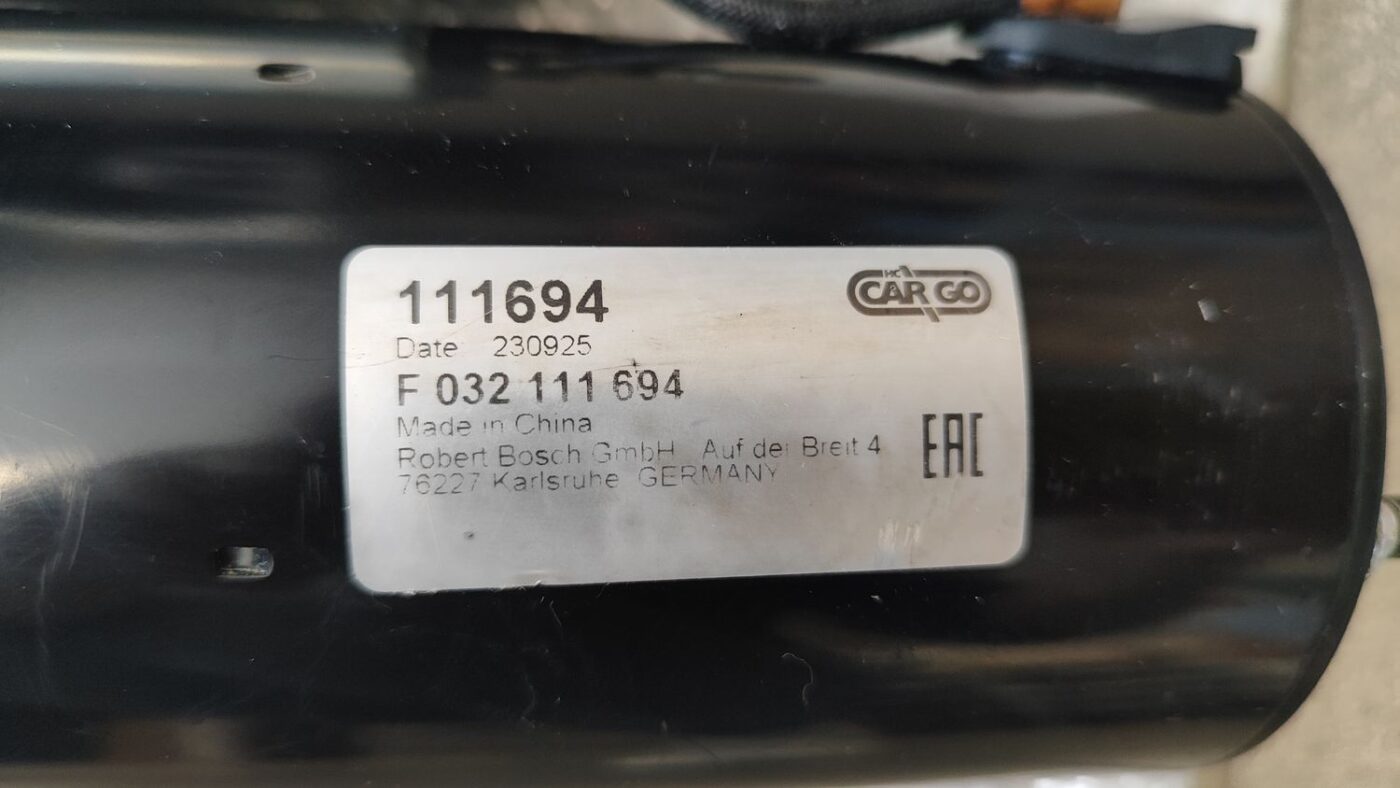 111694
HC
CARGO
Date 230925
F 032 111 694
Made in China
Robert Bosch GmbH Auf der Breit 4
76227 Karlsruhe GERMANY
EAC